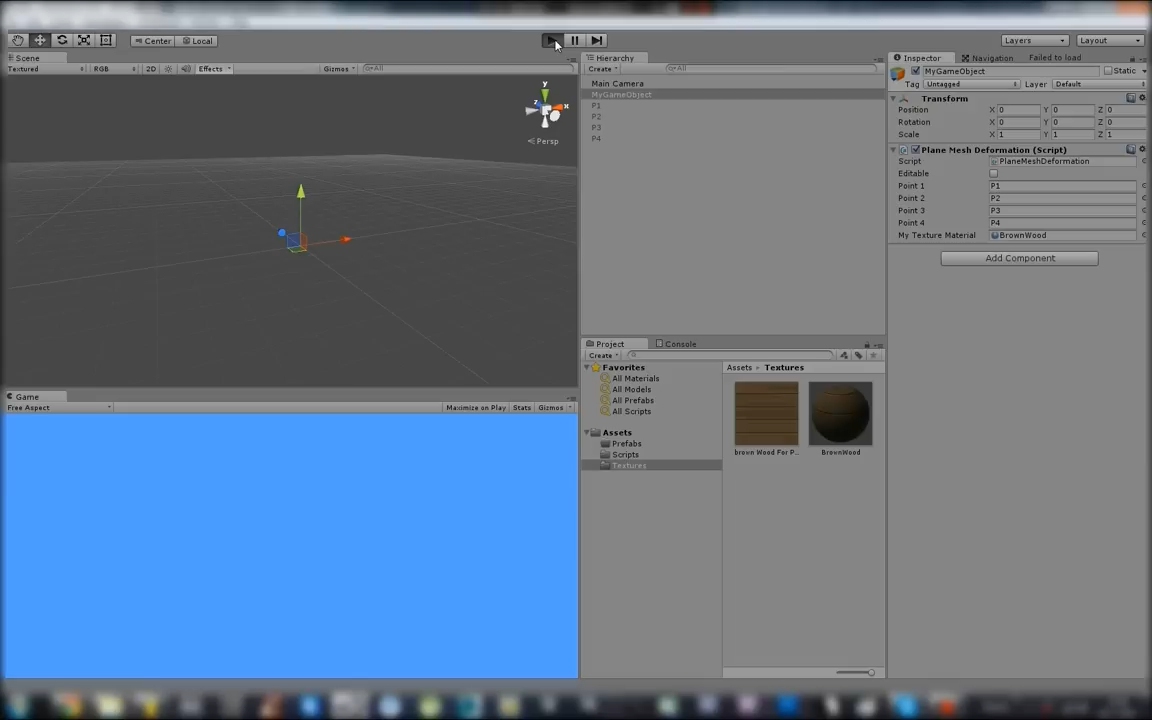 Center Local Layers Layout
Scene
Textured RGB 2D Effects Gizmos All
y
x
z
Persp
Game
Free Aspect Maximize on Play Stats Gizmos
Hierarchy
Create All
Main Camera
MyGameObject
P1
P2
P3
P4
Project Console
Create
Favorites
All Materials
All Models
All Prefabs
All Scripts
Assets
Prefabs
Scripts
Textures
Assets Textures
brown Wood For P... BrownWood
Inspector Navigation Failed to load
MyGameObject Static
Tag Untagged Layer Default
Transform
Position X 0 Y 0 Z 0
Rotation X 0 Y 0 Z 0
Scale X 1 Y 1 Z 1
Plane Mesh Deformation (Script)
Script PlaneMeshDeformation
Editable
Point 1 P1
Point 2 P2
Point 3 P3
Point 4 P4
My Texture Material BrownWood
Add Component